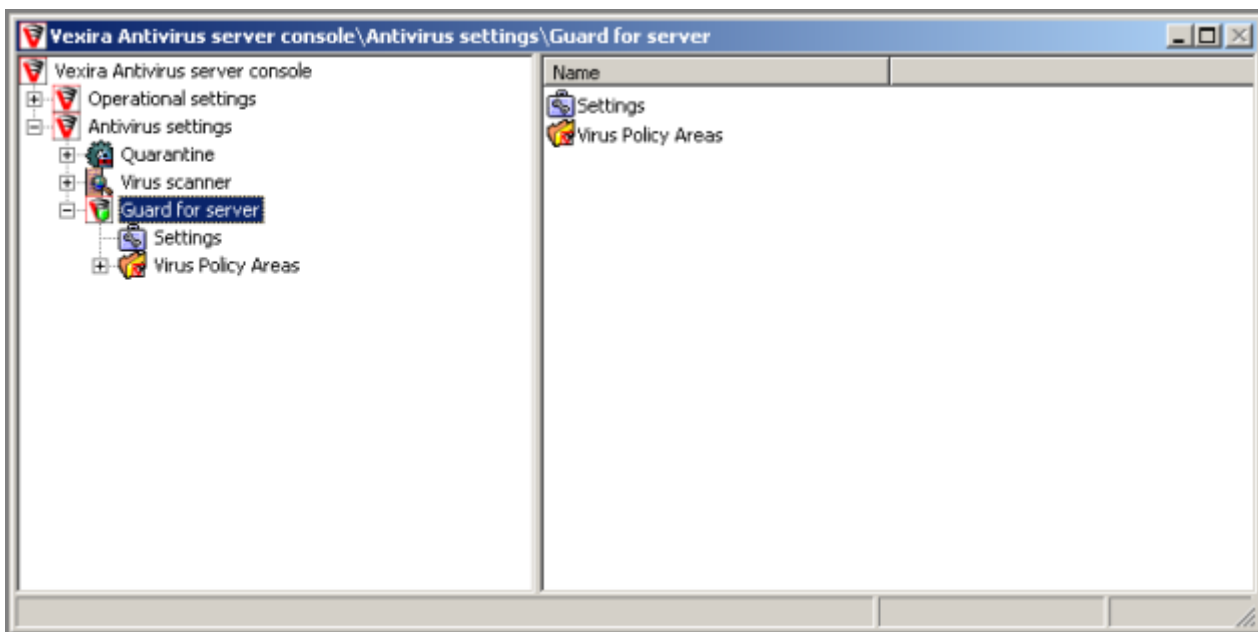 Vexira Antivirus server console\Antivirus settings\Guard for server
Vexira Antivirus server console
Operational settings
Antivirus settings
Quarantine
Virus scanner
Guard for server
Settings
Virus Policy Areas
Name
Settings
Virus Policy Areas